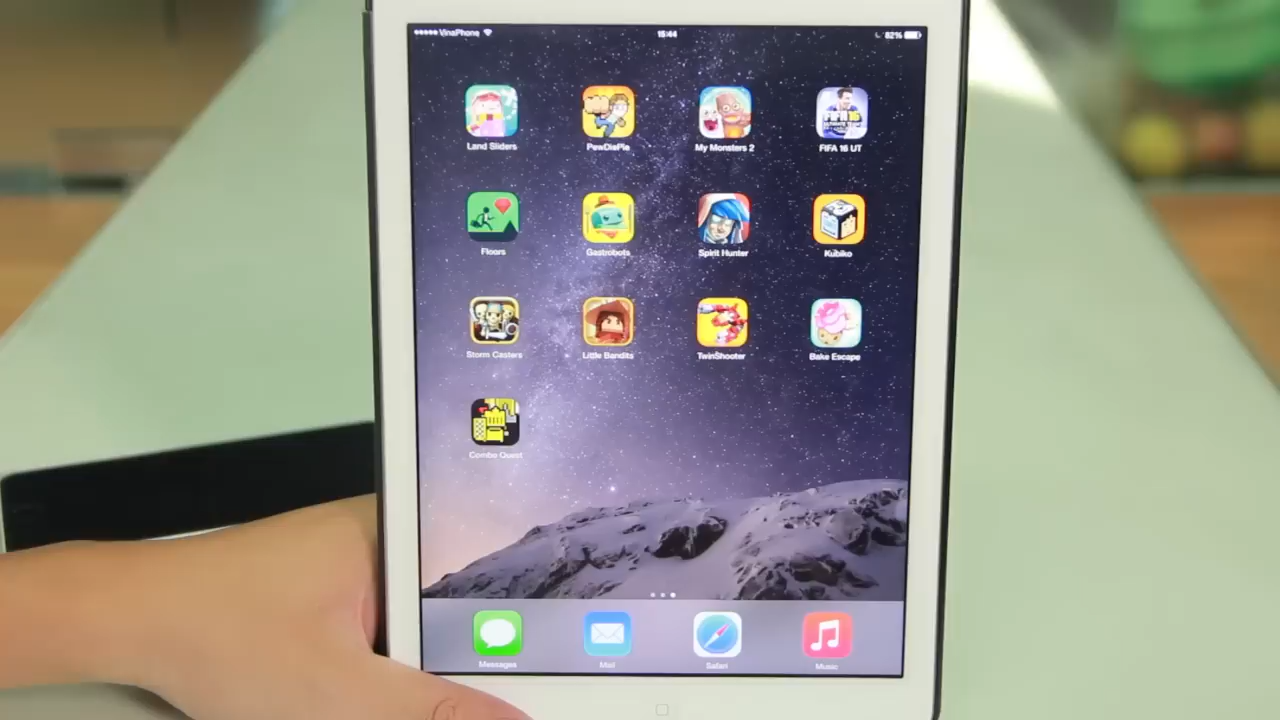 VinaPhone 15:44 82%
Land Sliders PewDiePie My Monsters 2 FIFA 16 UT
Floors Gastrobots Spirit Hunter Kubiko
Storm Casters Little Bandits TwinShooter Bake Escape
Combo Quest
Messages Mail Safari Music